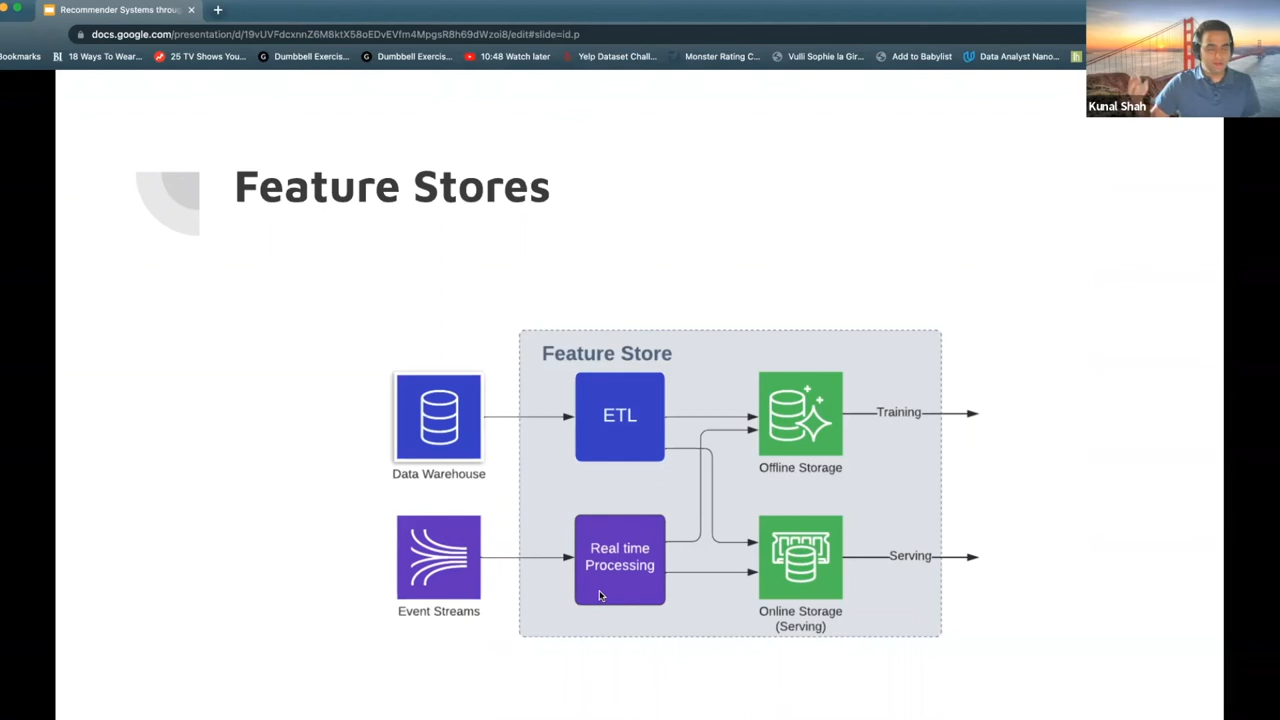 Recommender Systems throu
docs.google.com/presentation/d/19vUVFdcxnnZ6M8ktX58oEDvEVfm4MpgsR8h69dWzoi8/edit#slide=id.p
ookmarks
BI 18 Ways To Wear...
25 TV Shows You...
G Dumbbell Exercis...
G Dumbbell Exercis...
10:48 Watch later
Yelp Dataset Chall...
Monster Rating C...
Vulli Sophie la Gir...
Add to Babylist
Data Analyst Nano...
Kunal Shah
Feature Stores
Feature Store
ETL
Training
Data Warehouse
Offline Storage
Real time
Processing
Serving
Event Streams
Online Storage
(Serving)